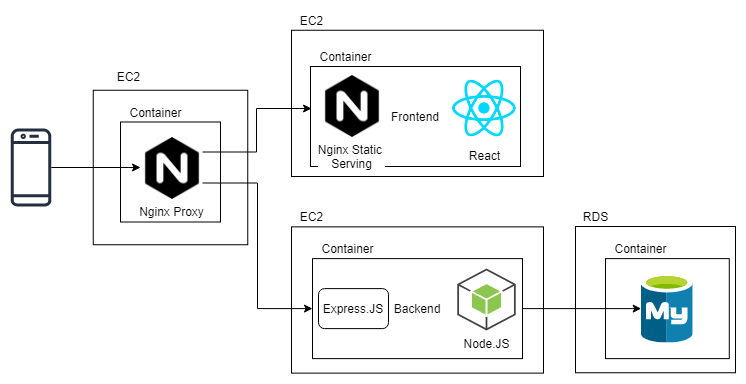 EC2
Container
Nginx Static
Serving
Frontend
React
EC2
Container
Nginx Proxy
EC2
Container
Express.JS
Backend
Node.JS
RDS
Container
My